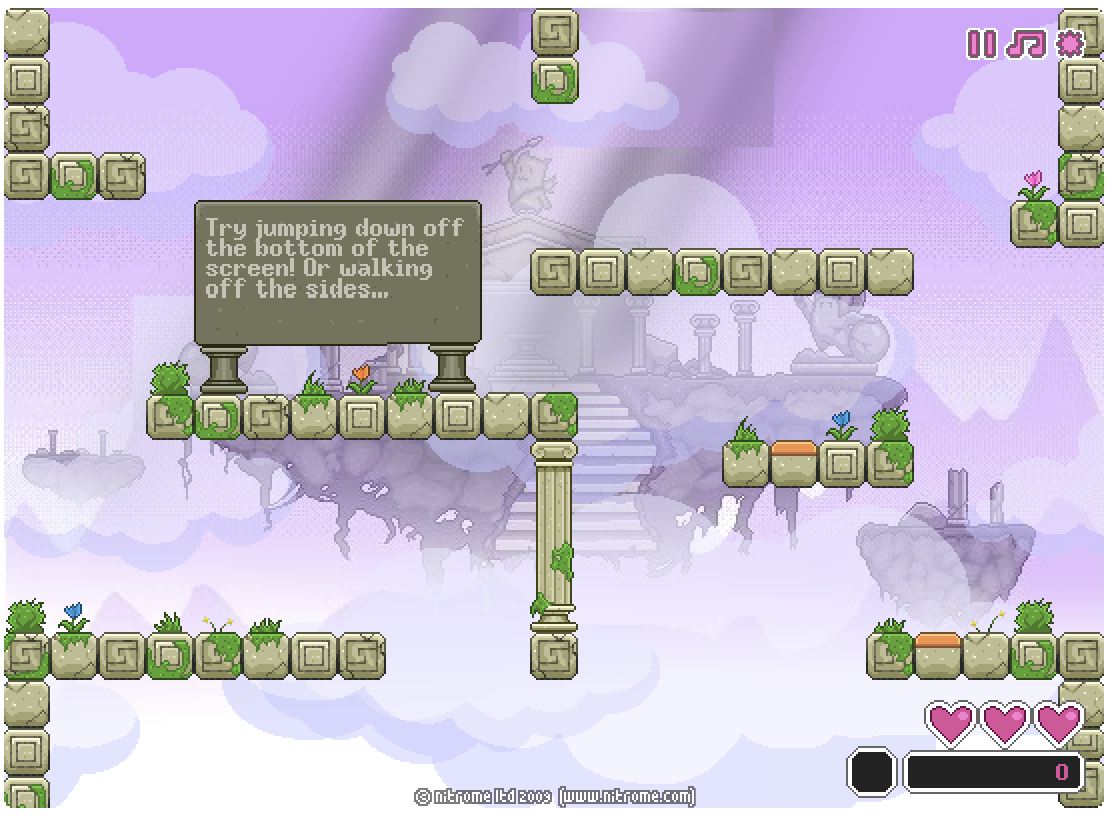 Try jumping down off
the bottom of the
screen! Or walking
off the sides...
0
© nitrome ltd 2009 (www.nitrome.com)